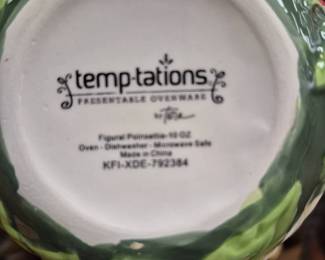 temp-tations
PRESENTABLE OVENWARE
by Tara
Figural Poinsettia-10 OZ
Oven - Dishwasher - Microwave Safe
Made in China
KFI-XDE-792384